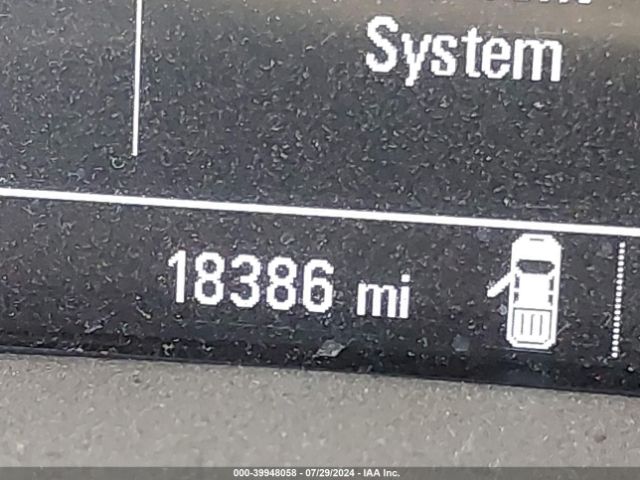 System
18386 mi
000-39948058 - 07/29/2024 - IAA Inc.